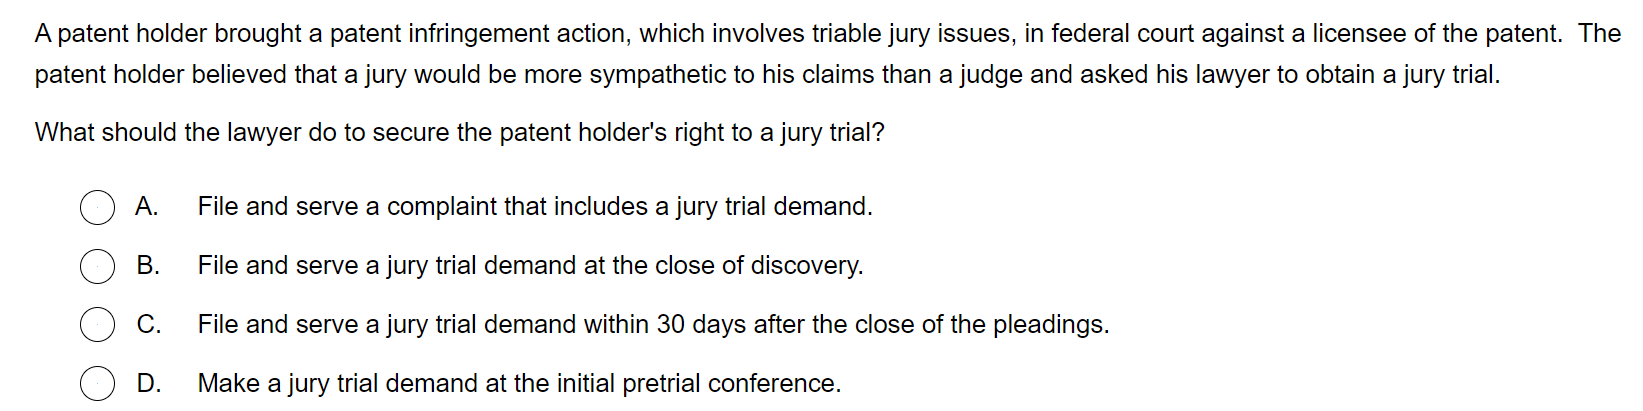 A patent holder brought a patent infringement action, which involves triable jury issues, in federal court against a licensee of the patent.  The
patent holder believed that a jury would be more sympathetic to his claims than a judge and asked his lawyer to obtain a jury trial.
What should the lawyer do to secure the patent holder's right to a jury trial?
A. File and serve a complaint that includes a jury trial demand.
B. File and serve a jury trial demand at the close of discovery.
C. File and serve a jury trial demand within 30 days after the close of the pleadings.
D. Make a jury trial demand at the initial pretrial conference.